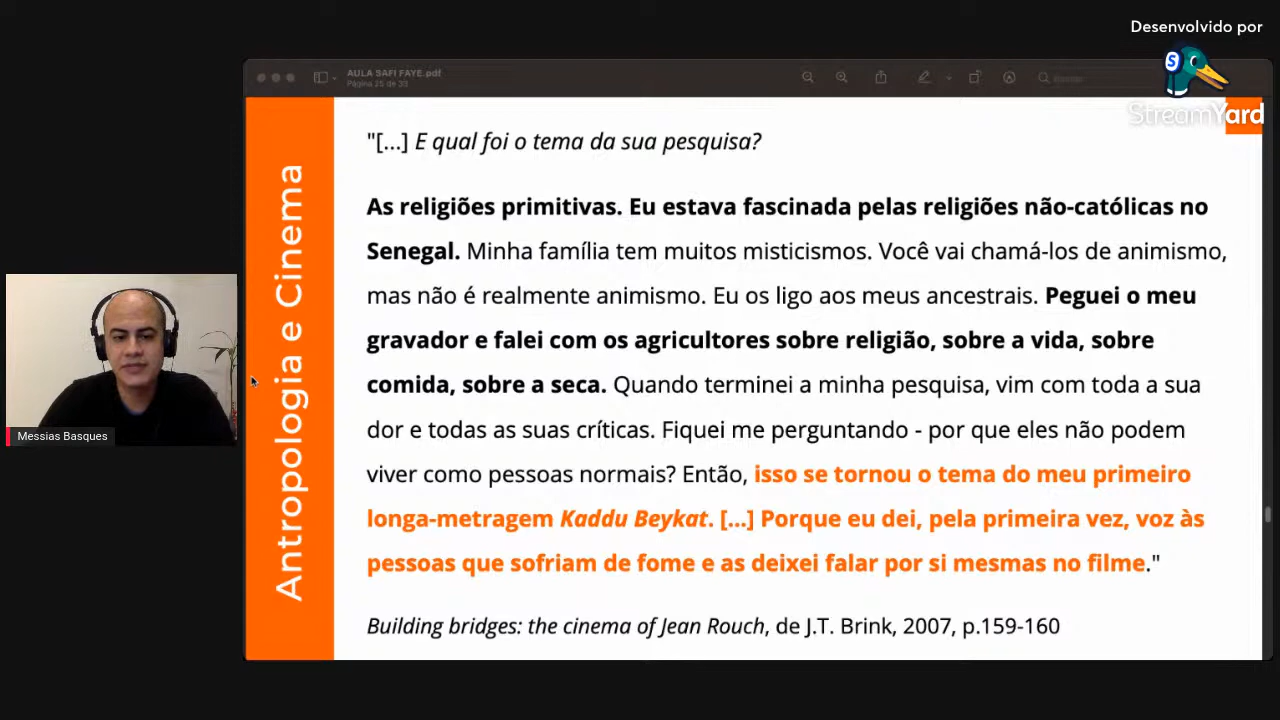 Desenvolvido por
S
StreamYard
AULA SAFI FAYE.pdf
Página 25 de 33
Antropologia e Cinema
"[...] E qual foi o tema da sua pesquisa?
As religiões primitivas. Eu estava fascinada pelas religiões não-católicas no
Senegal. Minha família tem muitos misticismos. Você vai chamá-los de animismo,
mas não é realmente animismo. Eu os ligo aos meus ancestrais. Peguei o meu
gravador e falei com os agricultores sobre religião, sobre a vida, sobre
comida, sobre a seca. Quando terminei a minha pesquisa, vim com toda a sua
dor e todas as suas críticas. Fiquei me perguntando - por que eles não podem
viver como pessoas normais? Então, isso se tornou o tema do meu primeiro
longa-metragem Kaddu Beykat. [...] Porque eu dei, pela primeira vez, voz às
pessoas que sofriam de fome e as deixei falar por si mesmas no filme."
Building bridges: the cinema of Jean Rouch, de J.T. Brink, 2007, p.159-160
Messias Basques